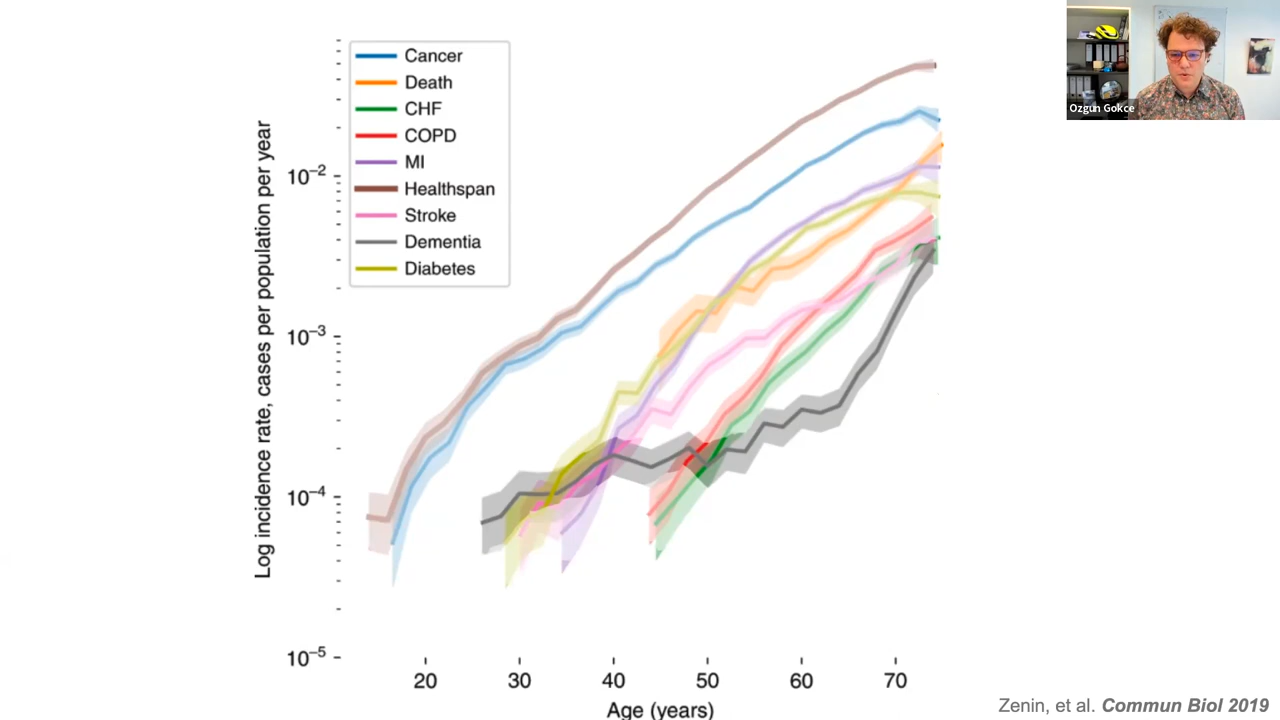 Cancer
Death
CHF
COPD
MI
Healthspan
Stroke
Dementia
Diabetes
Log incidence rate, cases per population per year
10−2
10−3
10−4
10−5
20 30 40 50 60 70
Age (years)
Ozgun Gokce
Zenin, et al. Commun Biol 2019